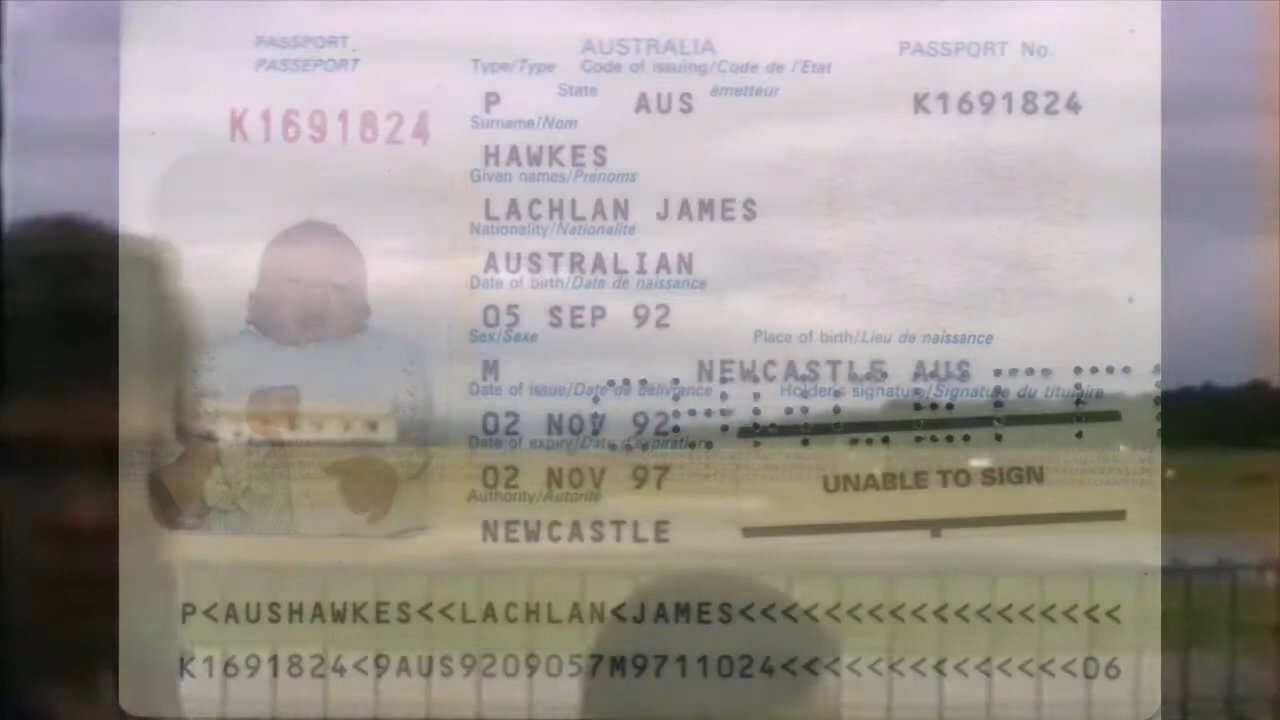 PASSPORT
PASSEPORT
AUSTRALIA
PASSPORT No.
Type/Type
Code of issuing/Code de l'Etat
State
émetteur
P
AUS
K1691824
K1691824
Surname/Nom
HAWKES
Given names/Prénoms
LACHLAN JAMES
Nationality/Nationalité
AUSTRALIAN
Date of birth/Date de naissance
05 SEP 92
Sex/Sexe
Place of birth/Lieu de naissance
M
NEWCASTLE AUS
Date of issue/Date de délivrance
Holder's signature/Signature du titulaire
02 NOV 92
Date of expiry/Date d'expiration
02 NOV 97
UNABLE TO SIGN
Authority/Autorité
NEWCASTLE
P<AUSHAWKES<<LACHLAN<JAMES<<<<<<<<<<<<<<<<<<
K1691824<9AUS9209057M9711024<<<<<<<<<<<<<<06